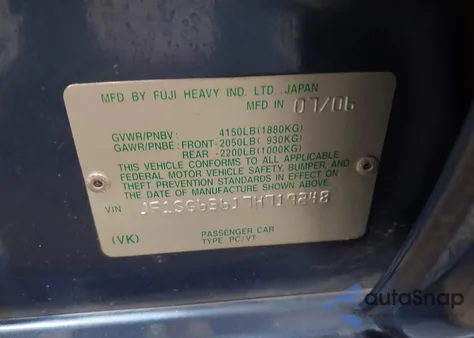 MFD BY FUJI HEAVY IND. LTD. JAPAN
MFD IN 07/06
GVWR/PNBV: 4150LB(1880KG)
GAWR/PNBE: FRONT-2050LB( 930KG)
REAR -2200LB(1000KG)
THIS VEHICLE CONFORMS TO ALL APPLICABLE
FEDERAL MOTOR VEHICLE SAFETY, BUMPER, AND
THEFT PREVENTION STANDARDS IN EFFECT ON
THE DATE OF MANUFACTURE SHOWN ABOVE.
VIN JF1SG63617H719248
(VK) PASSENGER CAR
TYPE:PC/VT
autoSnap